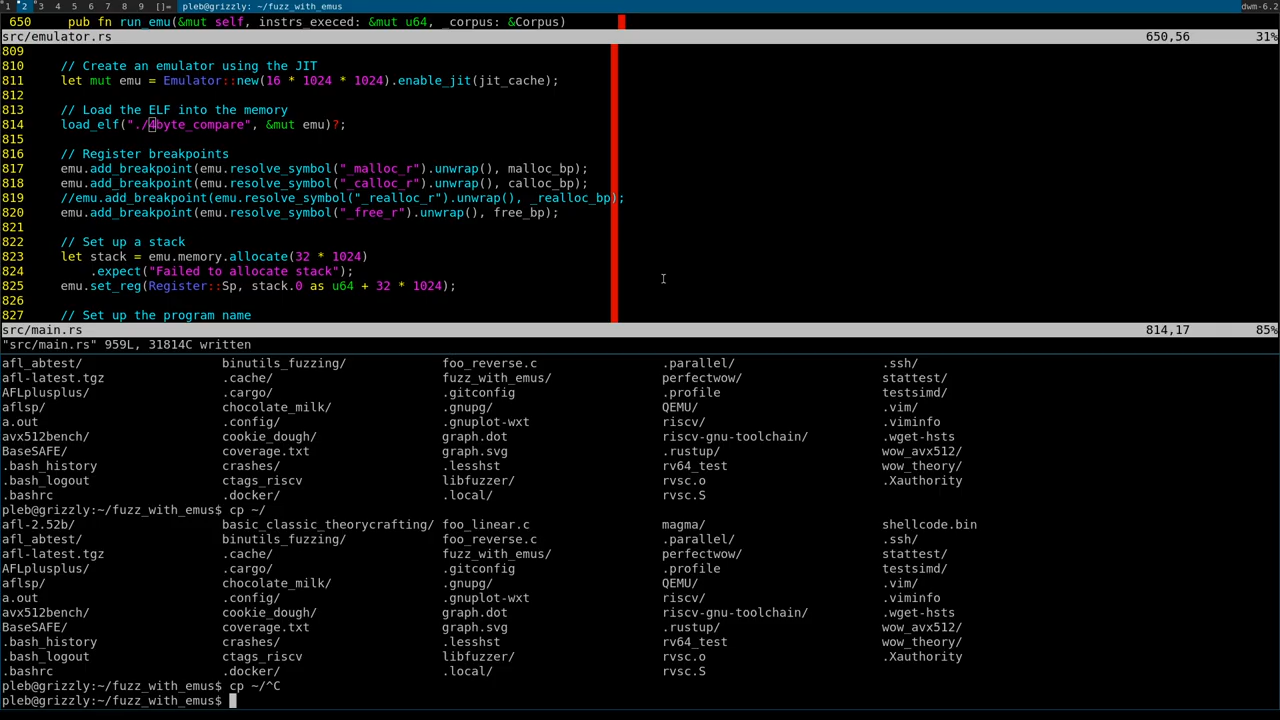 1 2 3 4 5 6 7 8 9 []= pleb@grizzly: ~/fuzz_with_emus dwm-6.2
650 pub fn run_emu(&mut self, instrs_execed: &mut u64, _corpus: &Corpus)
src/emulator.rs 650,56 31%
809
810 // Create an emulator using the JIT
811 let mut emu = Emulator::new(16 * 1024 * 1024).enable_jit(jit_cache);
812
813 // Load the ELF into the memory
814 load_elf("./4byte_compare", &mut emu)?;
815
816 // Register breakpoints
817 emu.add_breakpoint(emu.resolve_symbol("_malloc_r").unwrap(), malloc_bp);
818 emu.add_breakpoint(emu.resolve_symbol("_calloc_r").unwrap(), calloc_bp);
819 //emu.add_breakpoint(emu.resolve_symbol("_realloc_r").unwrap(), _realloc_bp);
820 emu.add_breakpoint(emu.resolve_symbol("_free_r").unwrap(), free_bp);
821
822 // Set up a stack
823 let stack = emu.memory.allocate(32 * 1024)
824 .expect("Failed to allocate stack");
825 emu.set_reg(Register::Sp, stack.0 as u64 + 32 * 1024);
826
827 // Set up the program name
src/main.rs 814,17 85%
"src/main.rs" 959L, 31814C written
afl_abtest/ binutils_fuzzing/ foo_reverse.c .parallel/ .ssh/
afl-latest.tgz .cache/ fuzz_with_emus/ perfectwow/ stattest/
AFLplusplus/ .cargo/ .gitconfig .profile testsimd/
aflsp/ chocolate_milk/ .gnupg/ QEMU/ .vim/
a.out .config/ .gnuplot-wxt riscv/ .viminfo
avx512bench/ cookie_dough/ graph.dot riscv-gnu-toolchain/ .wget-hsts
BaseSAFE/ coverage.txt graph.svg .rustup/ wow_avx512/
.bash_history crashes/ .lesshst rv64_test wow_theory/
.bash_logout ctags_riscv libfuzzer/ rvsc.o .Xauthority
.bashrc .docker/ .local/ rvsc.S
pleb@grizzly:~/fuzz_with_emus$ cp ~/
afl-2.52b/ basic_classic_theorycrafting/ foo_linear.c magma/ shellcode.bin
afl_abtest/ binutils_fuzzing/ foo_reverse.c .parallel/ .ssh/
afl-latest.tgz .cache/ fuzz_with_emus/ perfectwow/ stattest/
AFLplusplus/ .cargo/ .gitconfig .profile testsimd/
aflsp/ chocolate_milk/ .gnupg/ QEMU/ .vim/
a.out .config/ .gnuplot-wxt riscv/ .viminfo
avx512bench/ cookie_dough/ graph.dot riscv-gnu-toolchain/ .wget-hsts
BaseSAFE/ coverage.txt graph.svg .rustup/ wow_avx512/
.bash_history crashes/ .lesshst rv64_test wow_theory/
.bash_logout ctags_riscv libfuzzer/ rvsc.o .Xauthority
.bashrc .docker/ .local/ rvsc.S
pleb@grizzly:~/fuzz_with_emus$ cp ~/^C
pleb@grizzly:~/fuzz_with_emus$